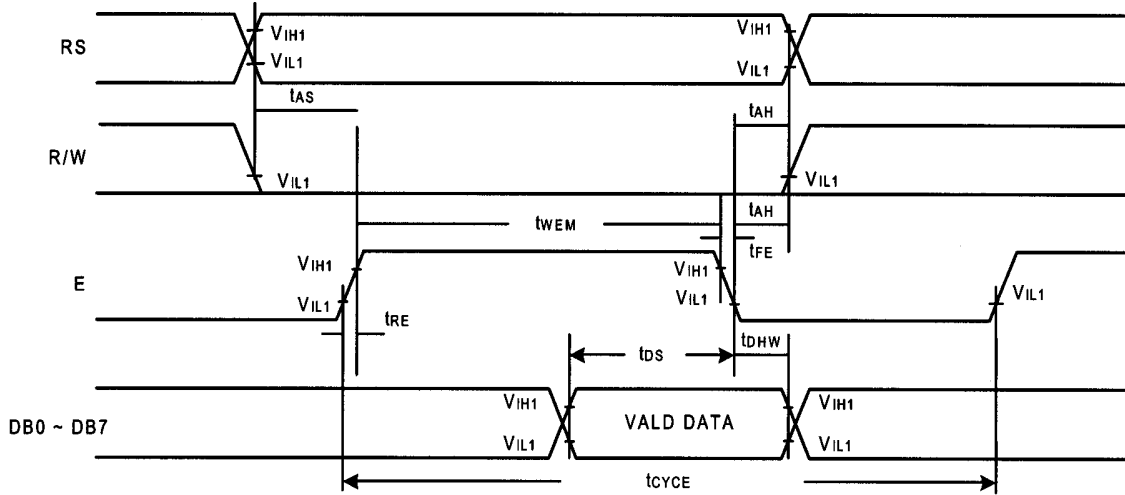 RS
VIH1
VIL1
VIH1
VIL1
tAS
tAH
R/W
VIL1
VIL1
tWEM
tAH
tFE
E
VIH1
VIL1
VIH1
VIL1
VIL1
tRE
tDS
tDHW
DB0 ~ DB7
VIH1
VIL1
VALD DATA
VIH1
VIL1
tCYCE